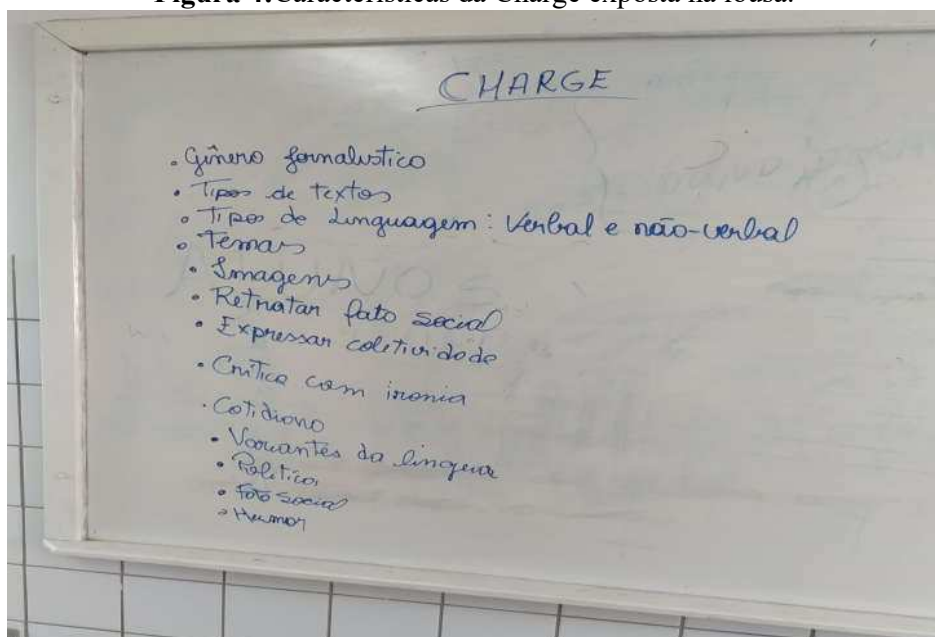 Figura 4: Características da Charge exposta na lousa.
CHARGE
• Gênero jornalístico
• Tipos de textos
• Tipos de Linguagem: Verbal e não-verbal
• Temas
• Imagens
• Retratar fato social
• Expressar coletividade
• Crítica com ironia
• Cotidiano
• Variantes da língua
• Política
• Fato social
• Humor